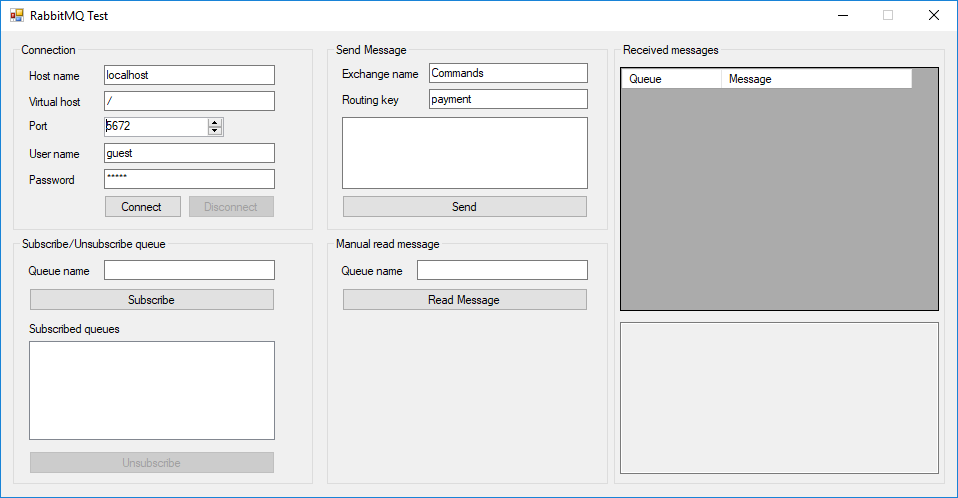 RabbitMQ Test
Connection
Host name localhost
Virtual host /
Port 5672
User name guest
Password *****
Connect Disconnect
Subscribe/Unsubscribe queue
Queue name
Subscribe
Subscribed queues
Unsubscribe
Send Message
Exchange name Commands
Routing key payment
Send
Manual read message
Queue name
Read Message
Received messages
Queue Message